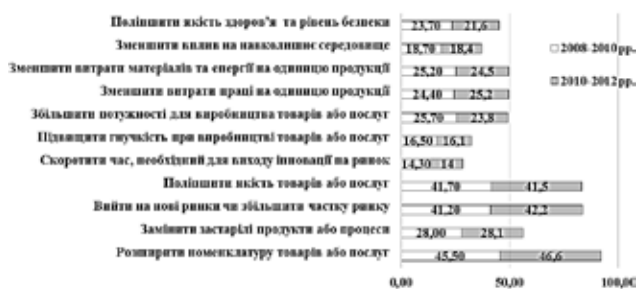 Поліпшити якість здоров'я та рівень безпеки 23,70 21,6
Зменшити вплив на навколишнє середовище 18,70 18,4
Зменшити витрати матеріалів та енергії на одиницю продукції 25,20 24,5
Зменшити витрати праці на одиницю продукції 24,40 25,2
Збільшити потужності для виробництва товарів або послуг 25,70 23,8
Підвищити гнучкість при виробництві товарів або послуг 16,50 16,1
Скоротити час, необхідний для виходу інновації на ринок 14,30 14
Поліпшити якість товарів або послуг 41,70 41,5
Вийти на нові ринки чи збільшити частку ринку 41,20 42,2
Замінити застарілі продукти або процеси 28,00 28,1
Розширити номенклатуру товарів або послуг 45,50 46,6
0,00 50,00 100,00
2008-2010рр.
2010-2012рр.